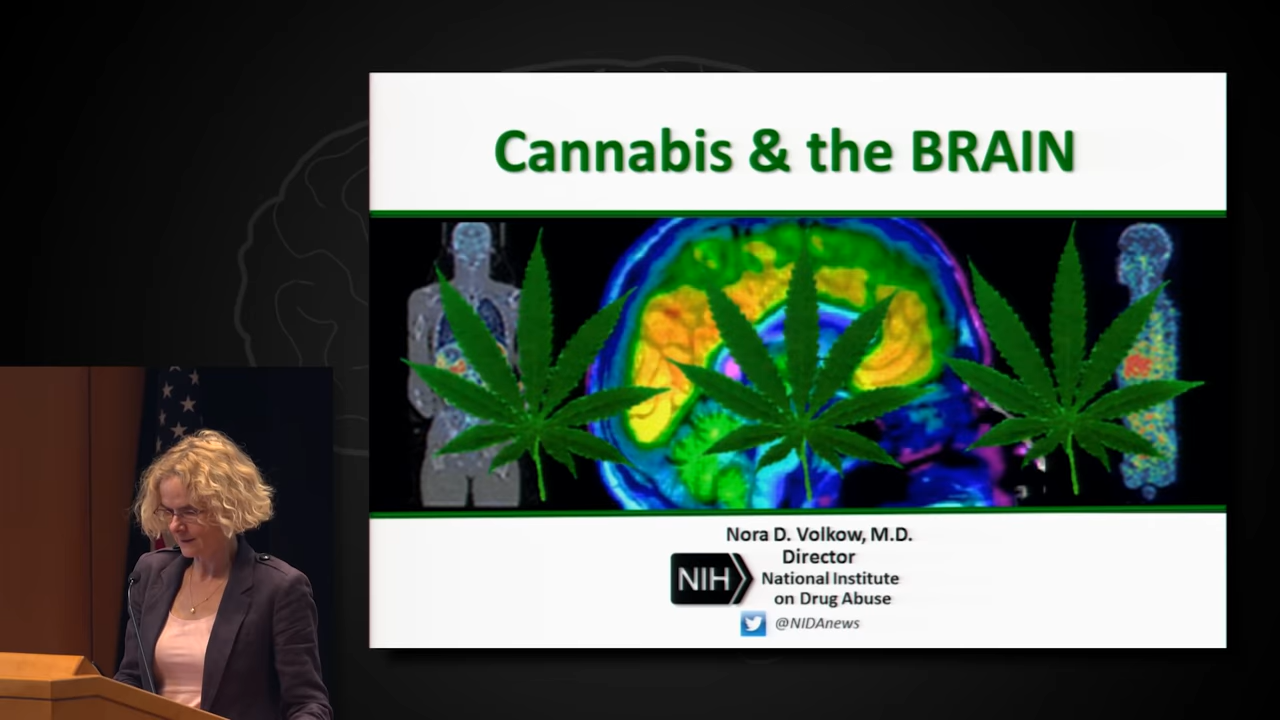 Cannabis & the BRAIN
Nora D. Volkow, M.D.
Director
NIH
National Institute
on Drug Abuse
@NIDAnews